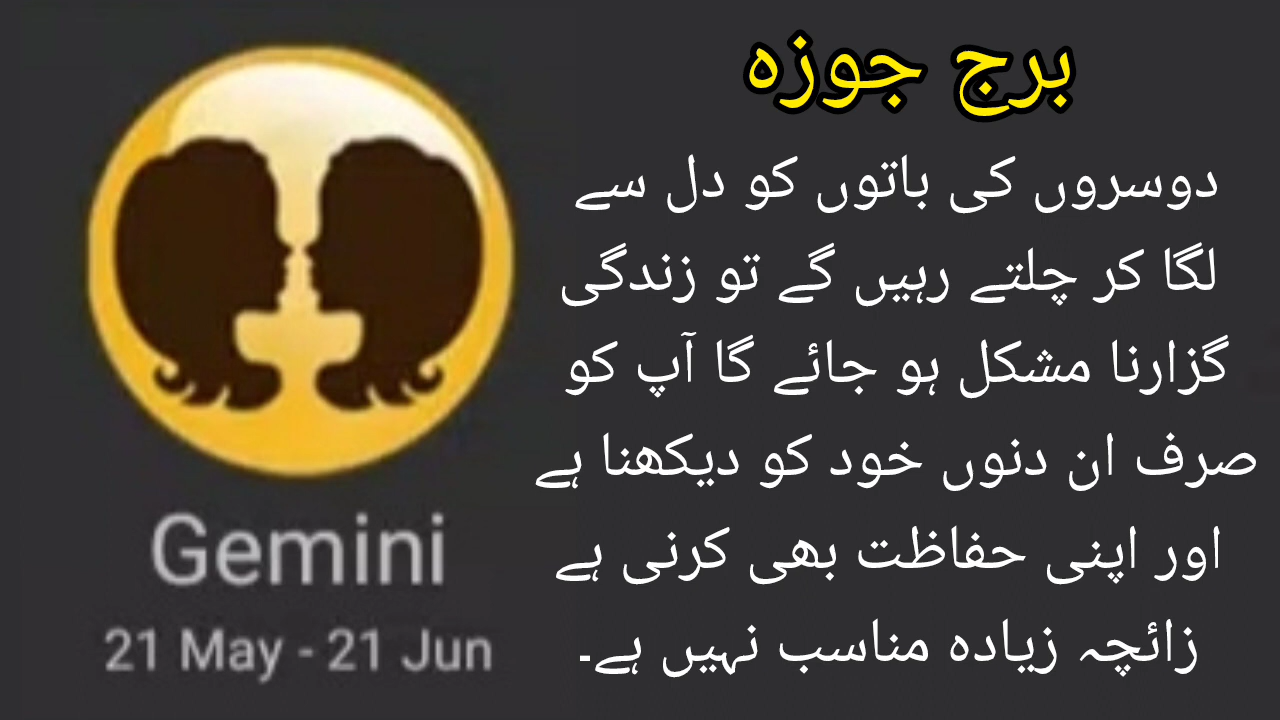 برج جوزہ
دوسروں کی باتوں کو دل سے
لگا کر چلتے رہیں گے تو زندگی
گزارنا مشکل ہو جائے گا آپ کو
صرف ان دنوں خود کو دیکھنا ہے
اور اپنی حفاظت بھی کرنی ہے
زائچہ زیادہ مناسب نہیں ہے۔
Gemini
21 May - 21 Jun